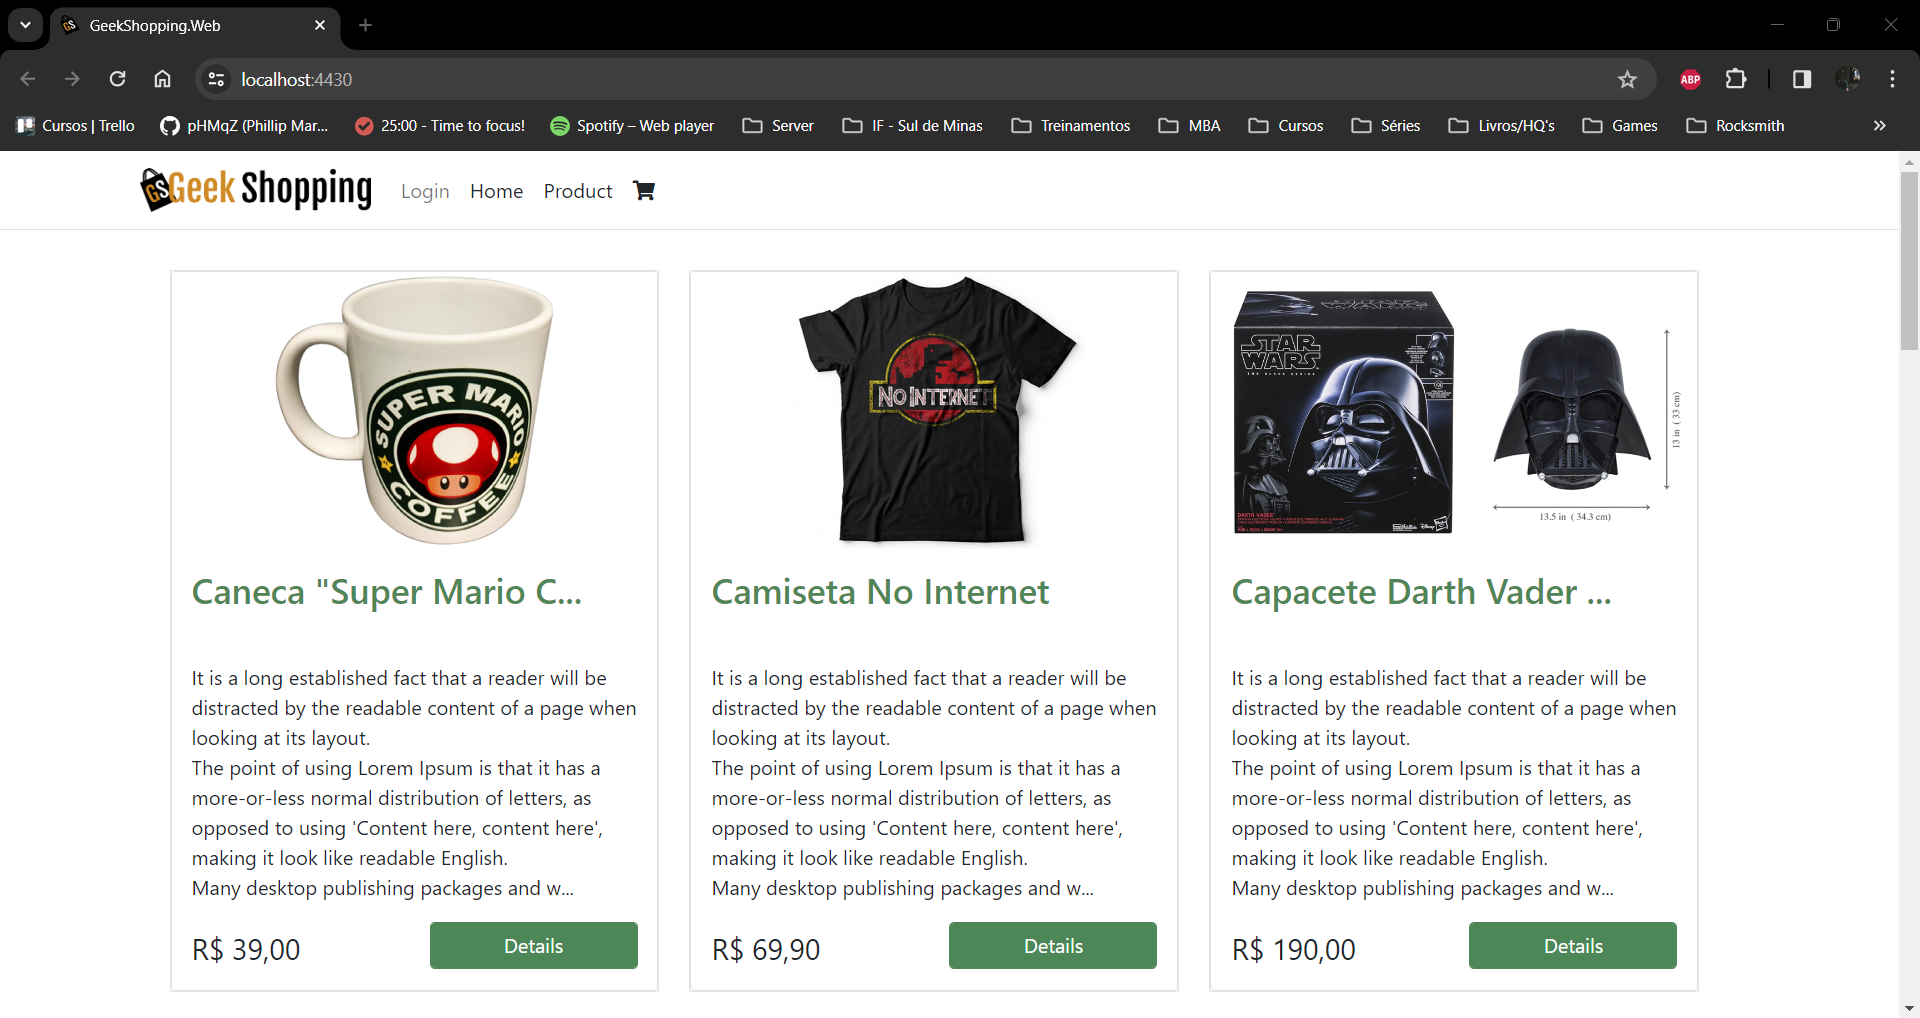 GeekShopping.Web
localhost:4430
ABP
Cursos | Trello
pHMqZ (Phillip Mar...
25:00 - Time to focus!
Spotify – Web player
Server
IF - Sul de Minas
Treinamentos
MBA
Cursos
Séries
Livros/HQ's
Games
Rocksmith
GS Geek Shopping
Login
Home
Product
SUPER MARIO
COFFEE
NO INTERNET
STAR WARS
STAR
WARS
THE BLACK SERIES
DARTH VADER
13 in ( 33 cm)
13.5 in ( 34.3 cm)
Caneca "Super Mario C...
It is a long established fact that a reader will be
distracted by the readable content of a page when
looking at its layout.
The point of using Lorem Ipsum is that it has a
more-or-less normal distribution of letters, as
opposed to using 'Content here, content here',
making it look like readable English.
Many desktop publishing packages and w...
R$ 39,00
Details
Camiseta No Internet
It is a long established fact that a reader will be
distracted by the readable content of a page when
looking at its layout.
The point of using Lorem Ipsum is that it has a
more-or-less normal distribution of letters, as
opposed to using 'Content here, content here',
making it look like readable English.
Many desktop publishing packages and w...
R$ 69,90
Details
Capacete Darth Vader ...
It is a long established fact that a reader will be
distracted by the readable content of a page when
looking at its layout.
The point of using Lorem Ipsum is that it has a
more-or-less normal distribution of letters, as
opposed to using 'Content here, content here',
making it look like readable English.
Many desktop publishing packages and w...
R$ 190,00
Details